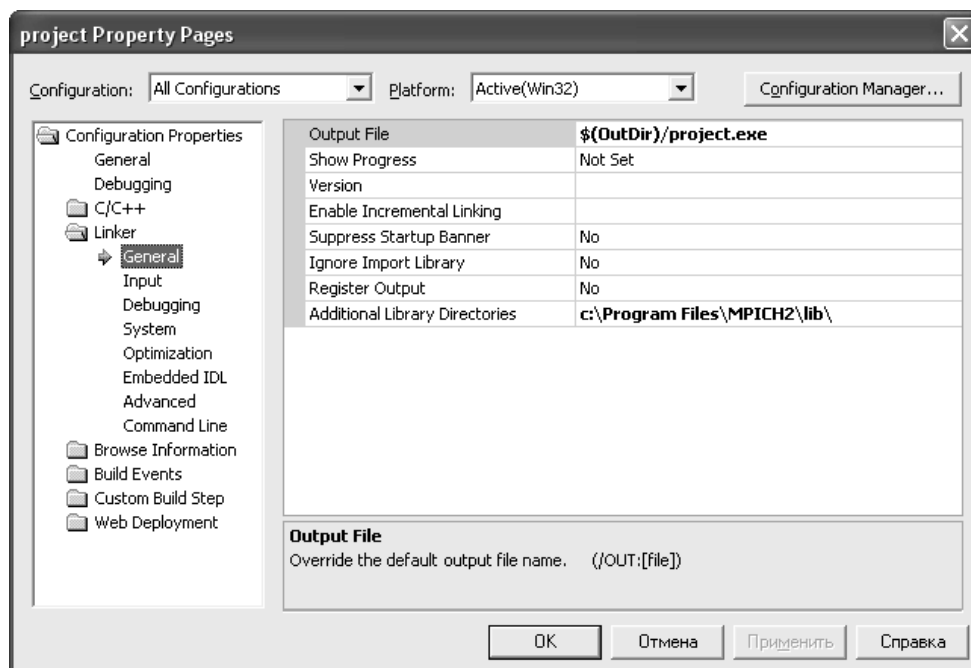 project Property Pages
Configuration: All Configurations Platform: Active(Win32) Configuration Manager...
Configuration Properties
General
Debugging
C/C++
Linker
General
Input
Debugging
System
Optimization
Embedded IDL
Advanced
Command Line
Browse Information
Build Events
Custom Build Step
Web Deployment
Output File $(OutDir)/project.exe
Show Progress Not Set
Version
Enable Incremental Linking
Suppress Startup Banner No
Ignore Import Library No
Register Output No
Additional Library Directories c:\Program Files\MPICH2\lib\
Output File
Override the default output file name. (/OUT:[file])
OK Отмена Применить Справка